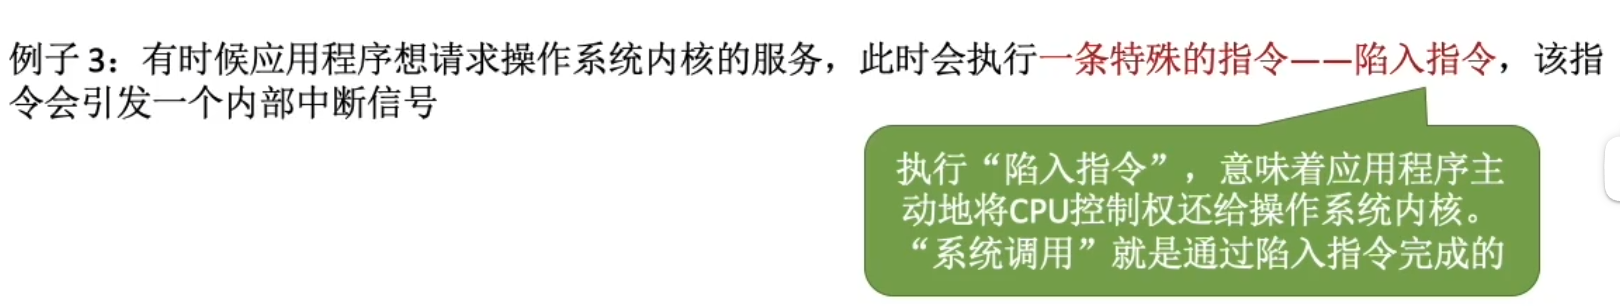 例子 3：有时候应用程序想请求操作系统内核的服务，此时会执行一条特殊的指令——陷入指令，该指
令会引发一个内部中断信号
执行“陷入指令”，意味着应用程序主
动地将CPU控制权还给操作系统内核。
“系统调用”就是通过陷入指令完成的